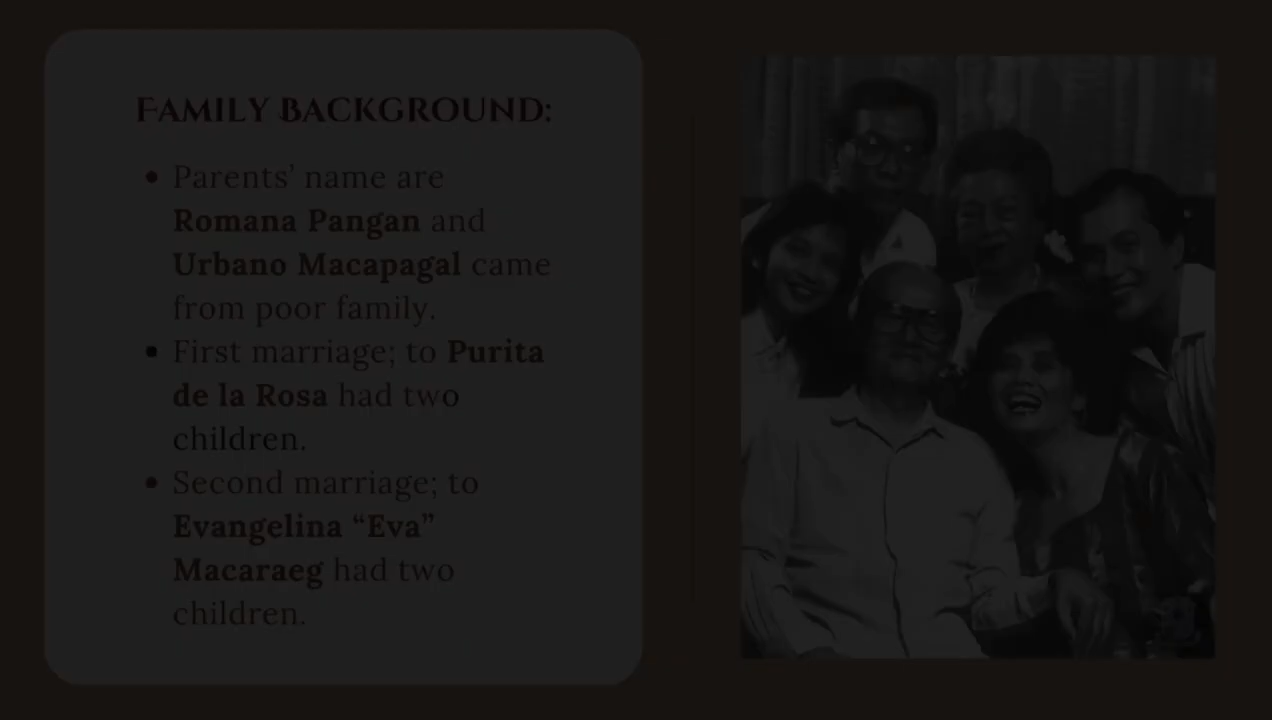 Family Background:
• Parents’ name are
Romana Pangan and
Urbano Macapagal came
from poor family.
• First marriage; to Purita
de la Rosa had two
children.
• Second marriage; to
Evangelina “Eva”
Macaraeg had two
children.